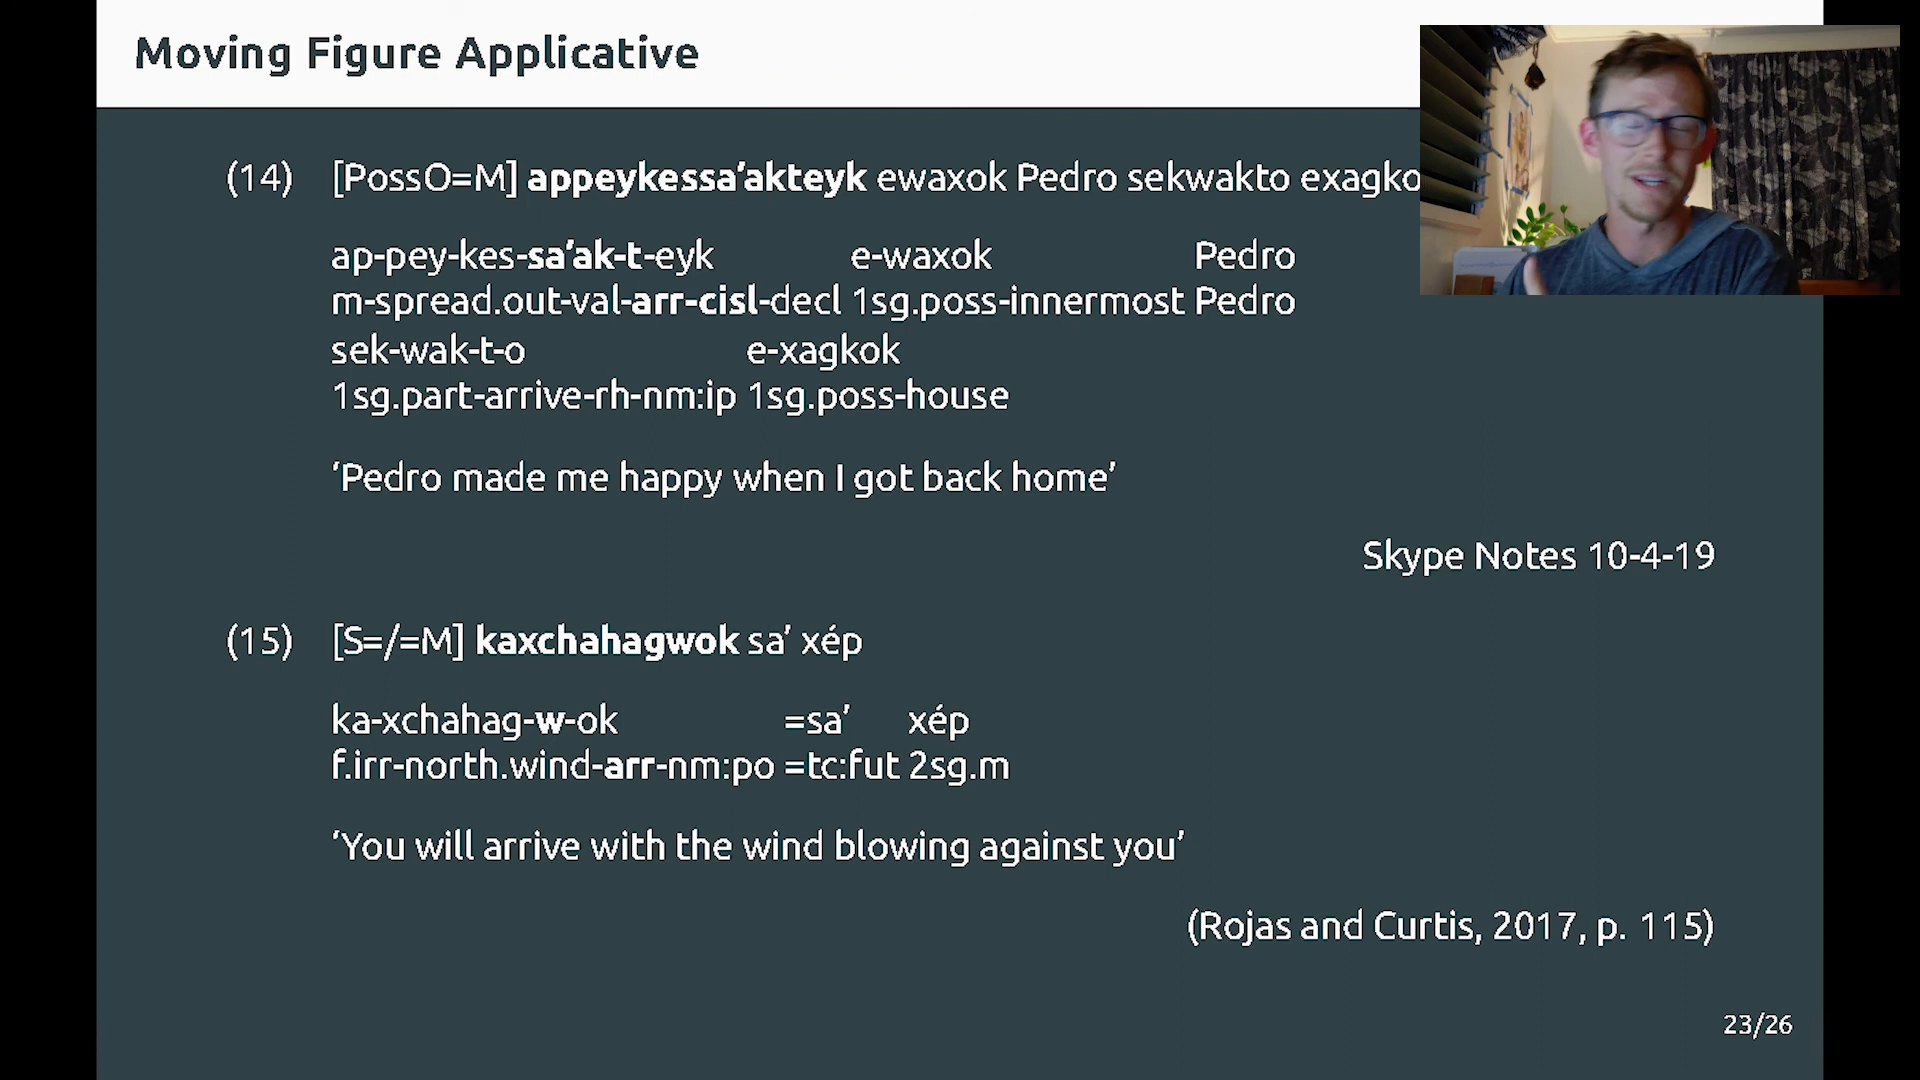 Moving Figure Applicative
(14) [PossO=M] appeykessa’akteyk ewaxok Pedro sekwakto exagko
ap-pey-kes-sa’ak-t-eyk e-waxok Pedro
m-spread.out-val-arr-cisl-decl 1sg.poss-innermost Pedro
sek-wak-t-o e-xagkok
1sg.part-arrive-rh-nm:ip 1sg.poss-house
‘Pedro made me happy when I got back home’
Skype Notes 10-4-19
(15) [S=/=M] kaxchahagwok sa’ xép
ka-xchahag-w-ok =sa’ xép
f.irr-north.wind-arr-nm:po =tc:fut 2sg.m
‘You will arrive with the wind blowing against you’
(Rojas and Curtis, 2017, p. 115)
23/26